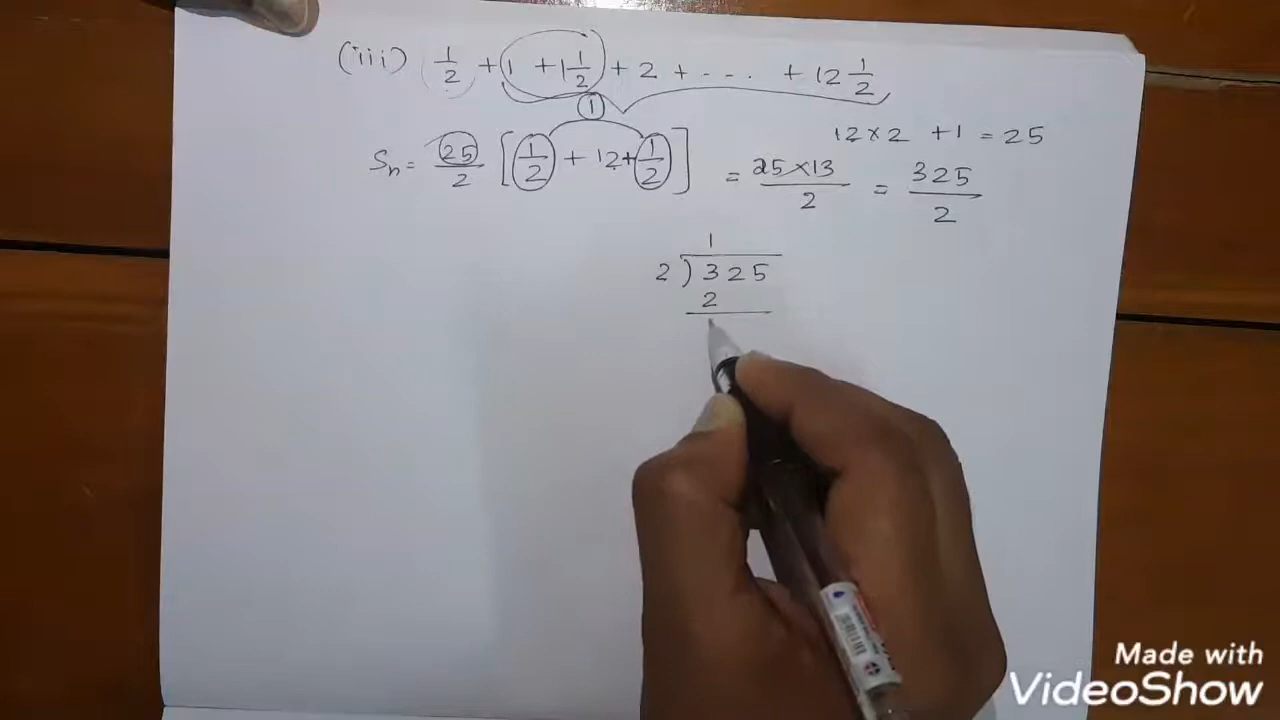 (iii) 1/2 + 1 + 1 1/2 + 2 + - - - + 12 1/2
1
12 × 2 + 1 = 25
Sn = 25/2 [1/2 + 12 + 1/2] = 25×13/2 = 325/2
1
2 ) 325
2
Made with
VideoShow